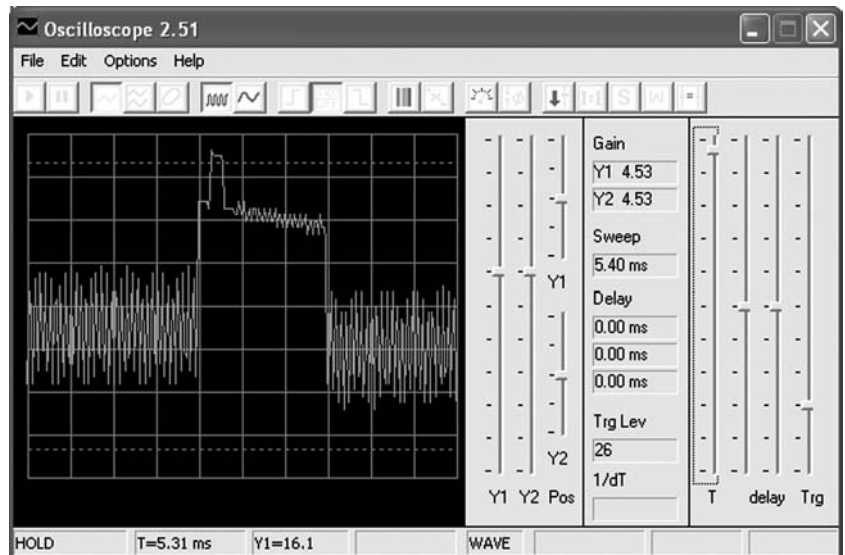 Oscilloscope 2.51
File Edit Options Help
1:1 S W
Gain
Y1 4.53
Y2 4.53
Sweep
5.40 ms
Delay
0.00 ms
0.00 ms
0.00 ms
Trg Lev
26
1/dT
Y1
Y2
Y1 Y2 Pos
T delay Trg
HOLD T=5.31 ms Y1=16.1 WAVE